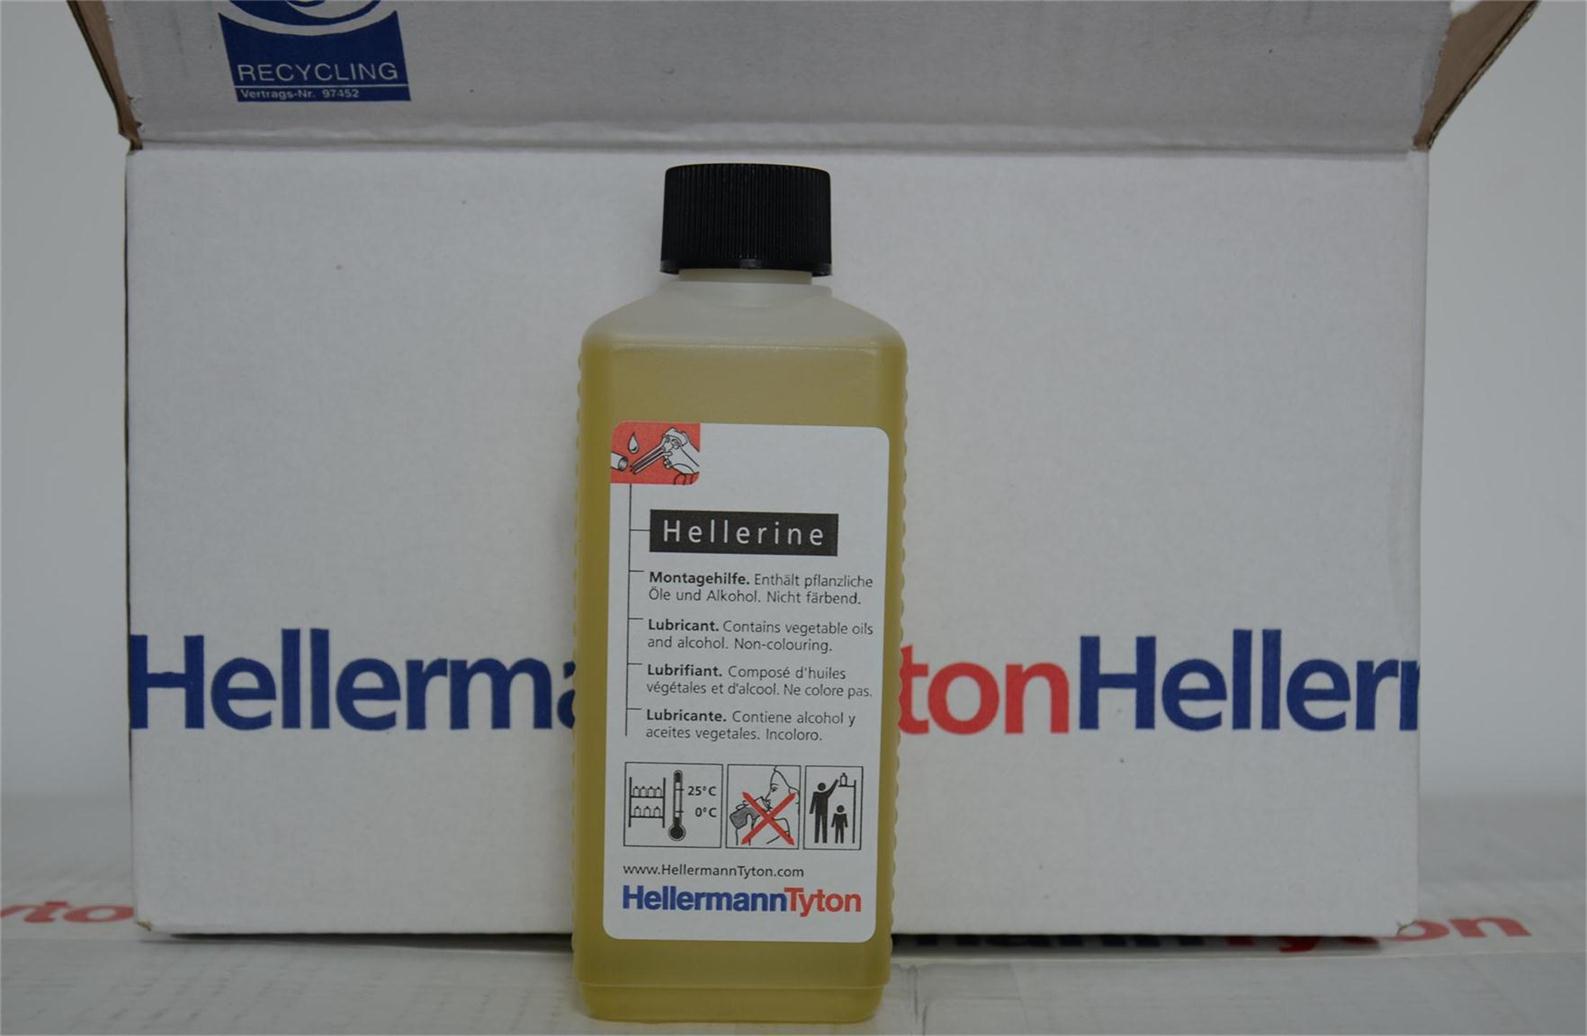 RECYCLING
Vertrags-Nr. 97452
Hellerine
Montagehilfe. Enthält pflanzliche
Öle und Alkohol. Nicht färbend.
Lubricant. Contains vegetable oils
and alcohol. Non-colouring.
Lubrifiant. Composé d'huiles
végétales et d'alcool. Ne colore pas.
Lubricante. Contiene alcohol y
aceites vegetales. Incoloro.
25°C
0°C
www.HellermannTyton.com
HellermannTyton
Hellerma
tonHeller
yton
mannTyton